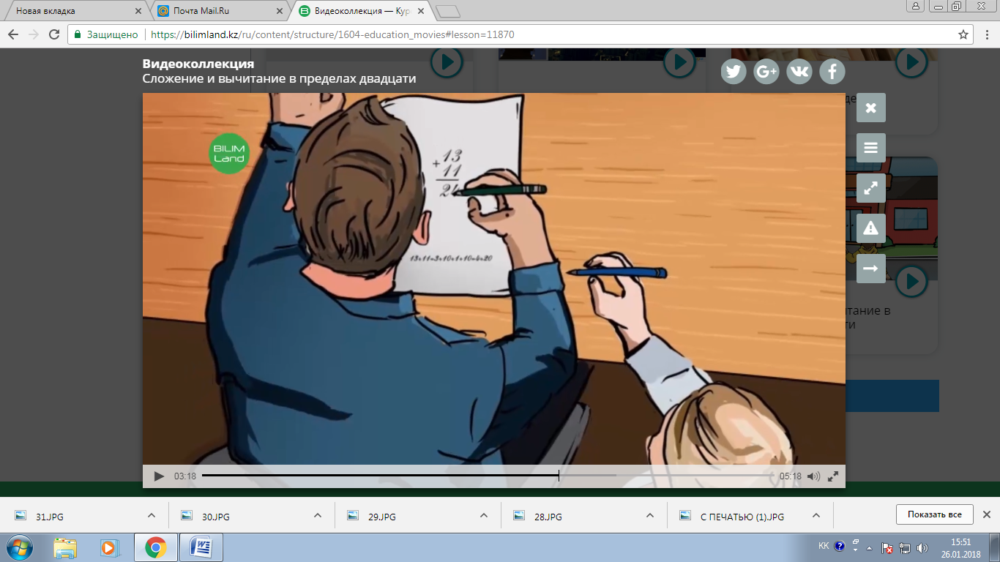 Новая вкладка
Почта Mail.Ru
Видеоколлекция — Кур
Защищено
https://bilimland.kz/ru/content/structure/1604-education_movies#lesson=11870
Видеоколлекция
Сложение и вычитание в пределах двадцати
G+
BILIM
Land
13
+
11
24
13+11=3+10+1+10=4+20
тание в
ти
03:18
05:18
31.JPG
30.JPG
29.JPG
28.JPG
С ПЕЧАТЬЮ (1).JPG
Показать все
KK
15:51
26.01.2018